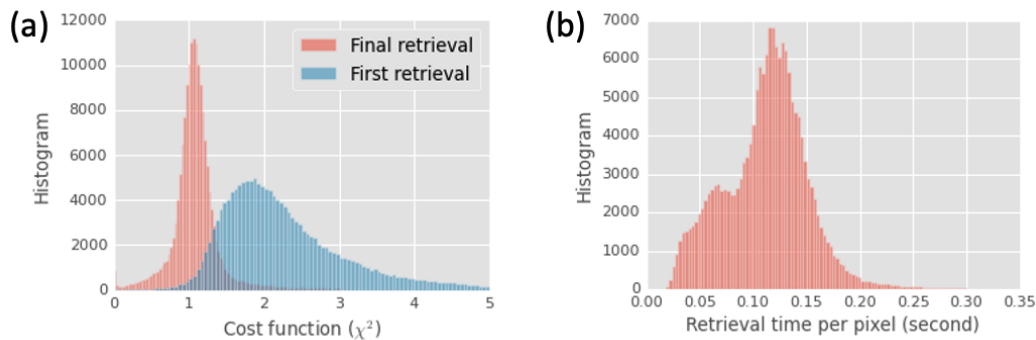 (a)
12000
10000
8000
6000
4000
2000
0
Histogram
Final retrieval
First retrieval
0 1 2 3 4 5
Cost function (χ²)
(b)
7000
6000
5000
4000
3000
2000
1000
0
Histogram
0.00 0.05 0.10 0.15 0.20 0.25 0.30 0.35
Retrieval time per pixel (second)